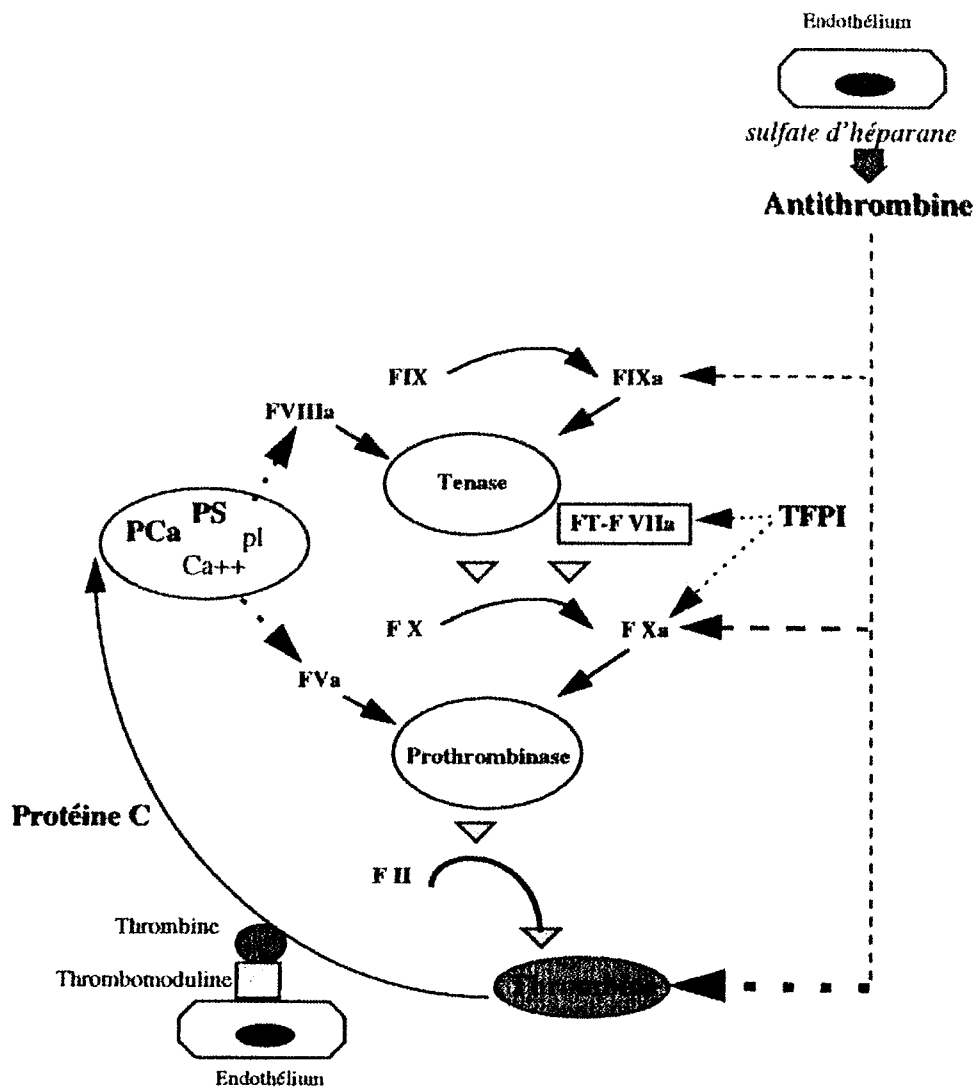 Endothélium
sulfate d'héparane
Antithrombine
FIX
FIXa
FVIIIa
Tenase
PCa PS pl
Ca++
FT-F VIIa
TFPI
F X
F Xa
FVa
Prothrombinase
Protéine C
F II
Thrombine
Thrombomoduline
Thrombine
Endothélium